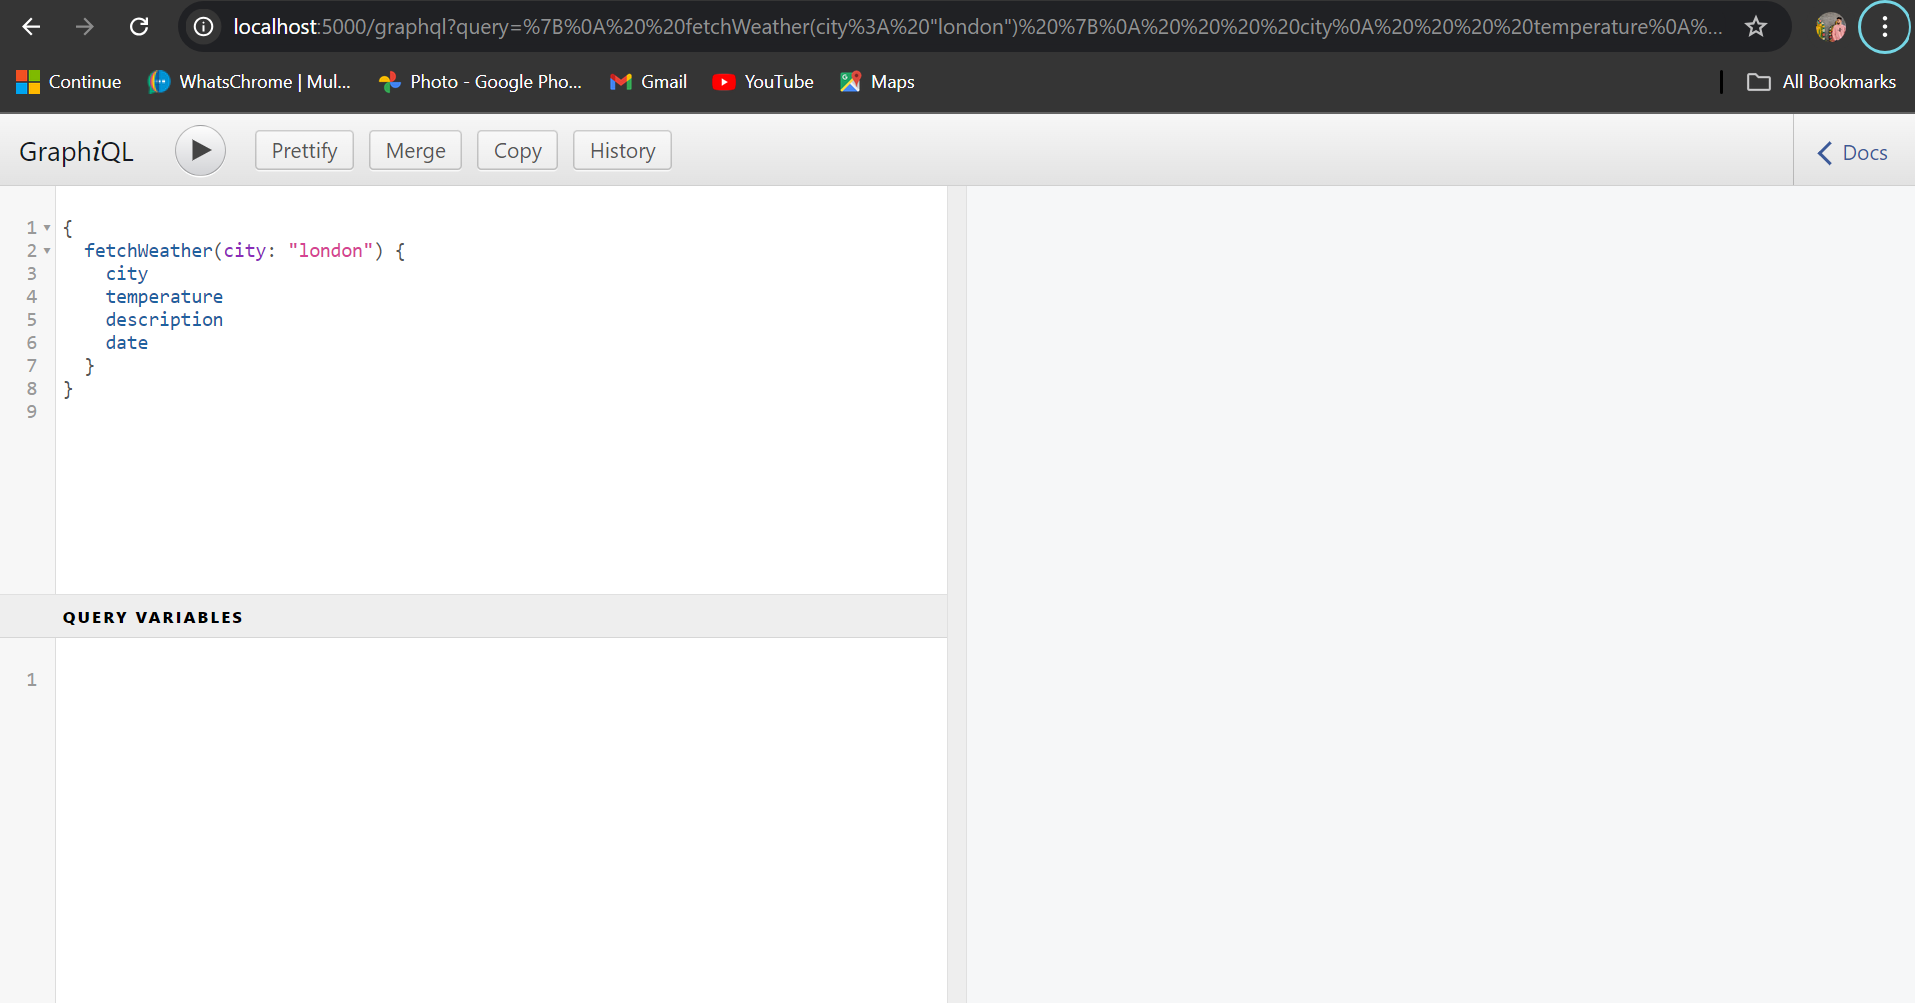 localhost:5000/graphql?query=%7B%0A%20%20fetchWeather(city%3A%20"london")%20%7B%0A%20%20%20%20city%0A%20%20%20%20temperature%0A%...
Continue WhatsChrome | Mul... Photo - Google Pho... Gmail YouTube Maps All Bookmarks
GraphiQL Prettify Merge Copy History Docs
1 {
2 fetchWeather(city: "london") {
3 city
4 temperature
5 description
6 date
7 }
8 }
9
QUERY VARIABLES
1